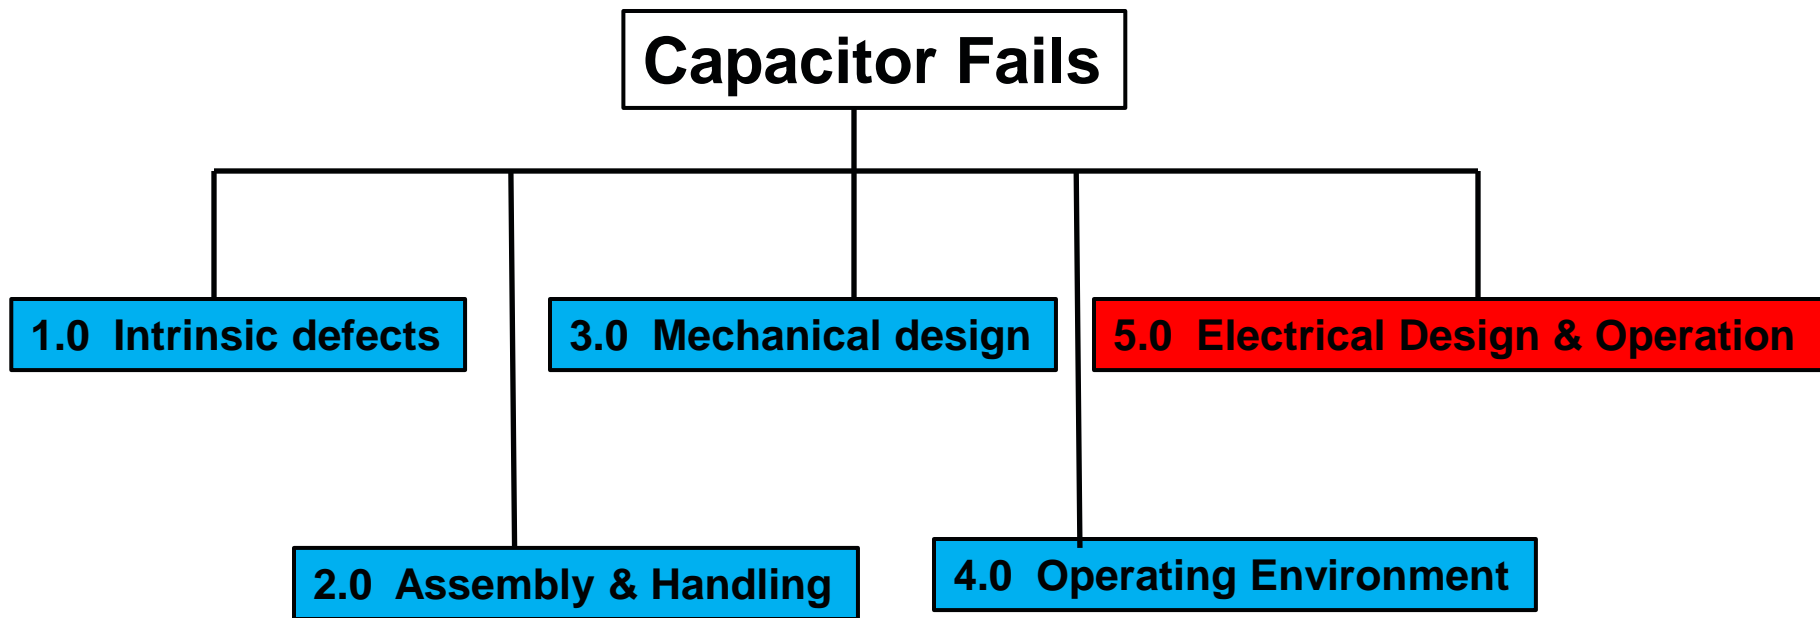 Capacitor Fails
1.0 Intrinsic defects
3.0 Mechanical design
5.0 Electrical Design & Operation
2.0 Assembly & Handling
4.0 Operating Environment